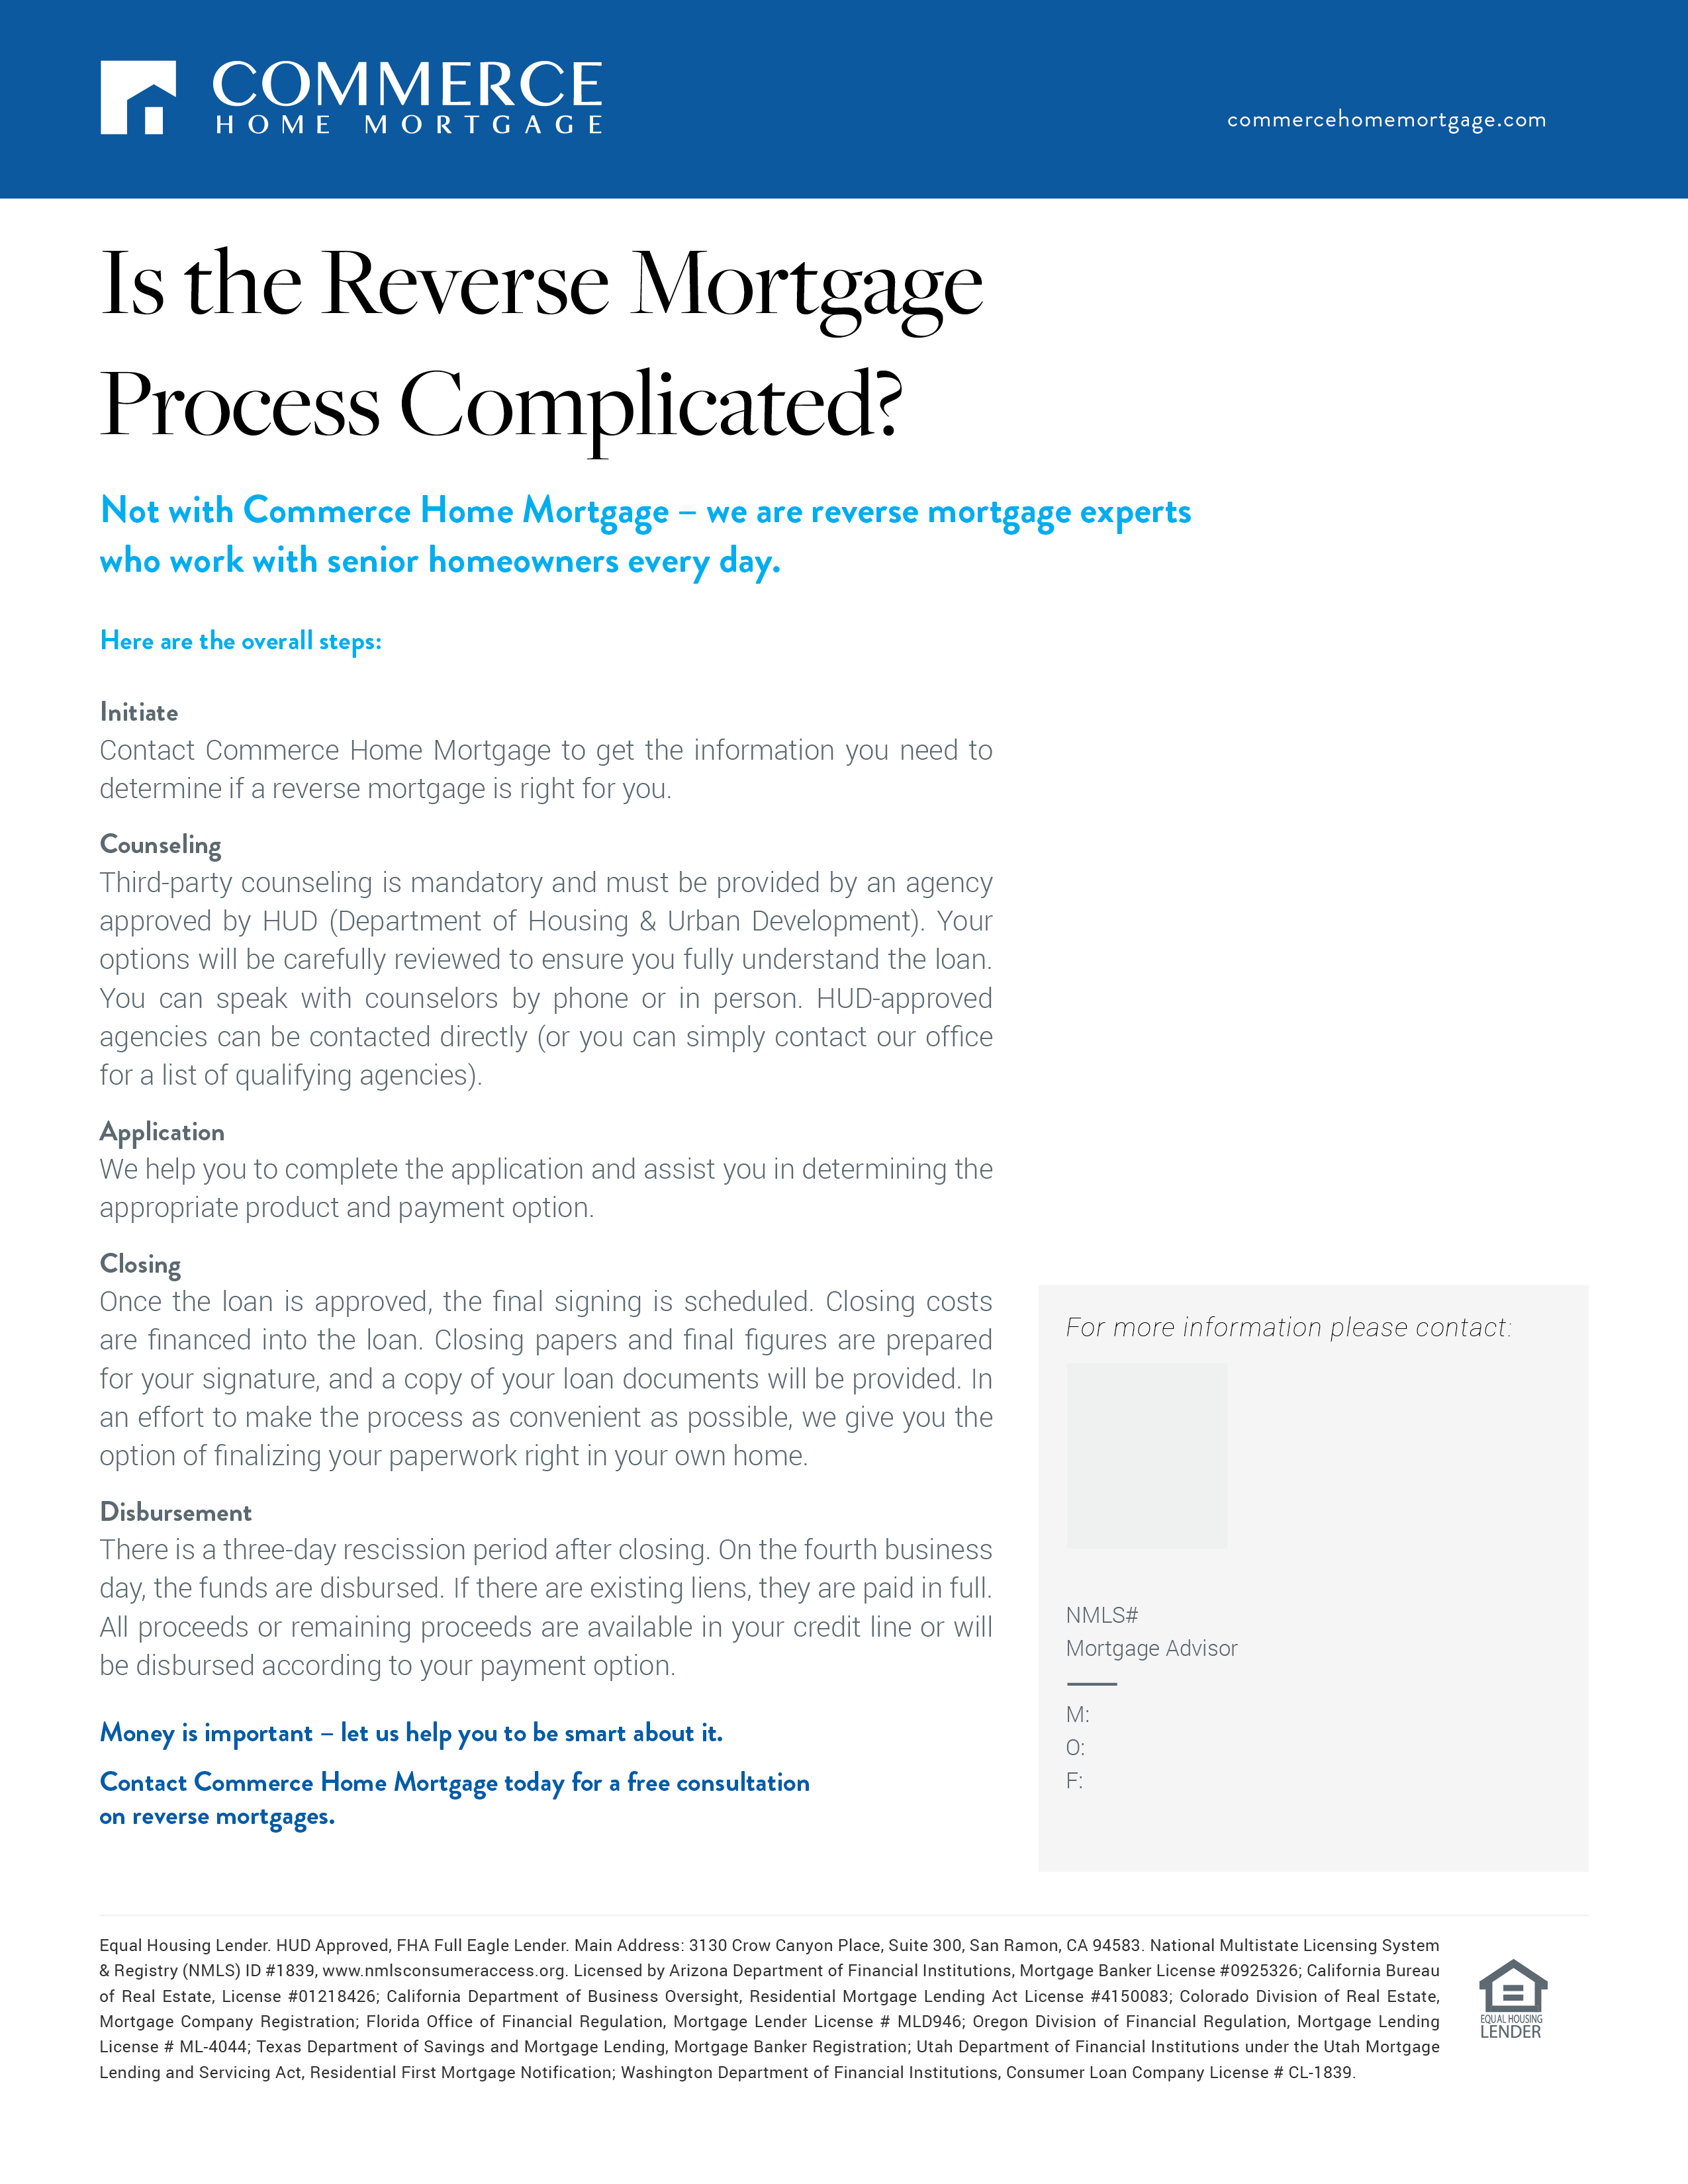 COMMERCE
HOME MORTGAGE
commercehomemortgage.com
Is the Reverse Mortgage
Process Complicated?
Not with Commerce Home Mortgage – we are reverse mortgage experts
who work with senior homeowners every day.
Here are the overall steps:
Initiate
Contact Commerce Home Mortgage to get the information you need to
determine if a reverse mortgage is right for you.
Counseling
Third-party counseling is mandatory and must be provided by an agency
approved by HUD (Department of Housing & Urban Development). Your
options will be carefully reviewed to ensure you fully understand the loan.
You can speak with counselors by phone or in person. HUD-approved
agencies can be contacted directly (or you can simply contact our office
for a list of qualifying agencies).
Application
We help you to complete the application and assist you in determining the
appropriate product and payment option.
Closing
Once the loan is approved, the final signing is scheduled. Closing costs
are financed into the loan. Closing papers and final figures are prepared
for your signature, and a copy of your loan documents will be provided. In
an effort to make the process as convenient as possible, we give you the
option of finalizing your paperwork right in your own home.
Disbursement
There is a three-day rescission period after closing. On the fourth business
day, the funds are disbursed. If there are existing liens, they are paid in full.
All proceeds or remaining proceeds are available in your credit line or will
be disbursed according to your payment option.
Money is important – let us help you to be smart about it.
Contact Commerce Home Mortgage today for a free consultation
on reverse mortgages.
For more information please contact:
NMLS#
Mortgage Advisor
M:
O:
F:
Equal Housing Lender. HUD Approved, FHA Full Eagle Lender. Main Address: 3130 Crow Canyon Place, Suite 300, San Ramon, CA 94583. National Multistate Licensing System
& Registry (NMLS) ID #1839, www.nmlsconsumeraccess.org. Licensed by Arizona Department of Financial Institutions, Mortgage Banker License #0925326; California Bureau
of Real Estate, License #01218426; California Department of Business Oversight, Residential Mortgage Lending Act License #4150083; Colorado Division of Real Estate,
Mortgage Company Registration; Florida Office of Financial Regulation, Mortgage Lender License # MLD946; Oregon Division of Financial Regulation, Mortgage Lending
License # ML-4044; Texas Department of Savings and Mortgage Lending, Mortgage Banker Registration; Utah Department of Financial Institutions under the Utah Mortgage
Lending and Servicing Act, Residential First Mortgage Notification; Washington Department of Financial Institutions, Consumer Loan Company License # CL-1839.
EQUAL HOUSING
LENDER